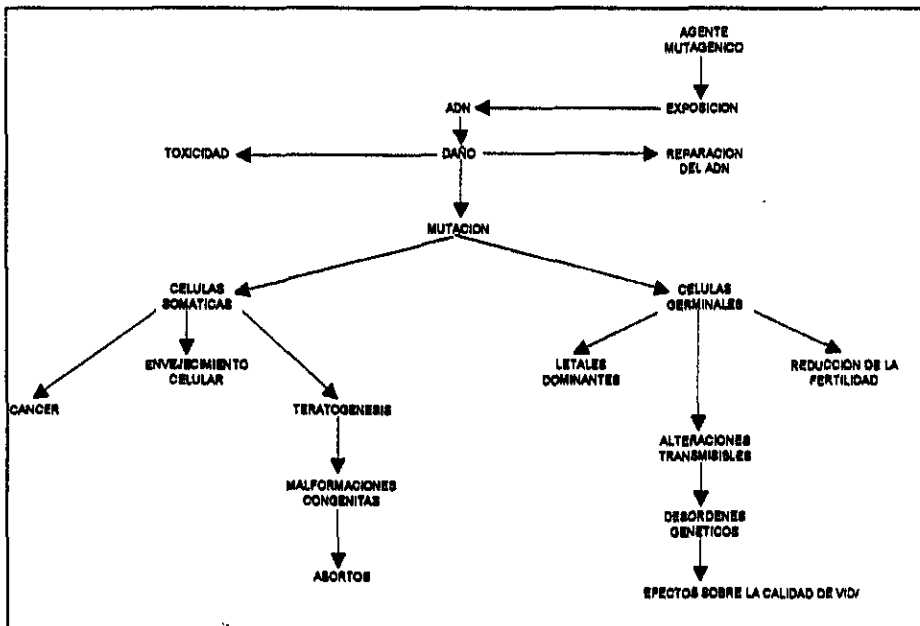 AGENTE
MUTAGENICO
ADN
EXPOSICION
TOXICIDAD
DAÑO
REPARACION
DEL ADN
MUTACION
CELULAS
SOMATICAS
CELULAS
GERMINALES
ENVEJECIMIENTO
CELULAR
LETALES
DOMINANTES
REDUCCION DE LA
FERTILIDAD
CANCER
TERATOGENESIS
ALTERACIONES
TRANSMISIBLES
MALFORMACIONES
CONGENITAS
DESORDENES
GENETICOS
ABORTOS
EFECTOS SOBRE LA CALIDAD DE